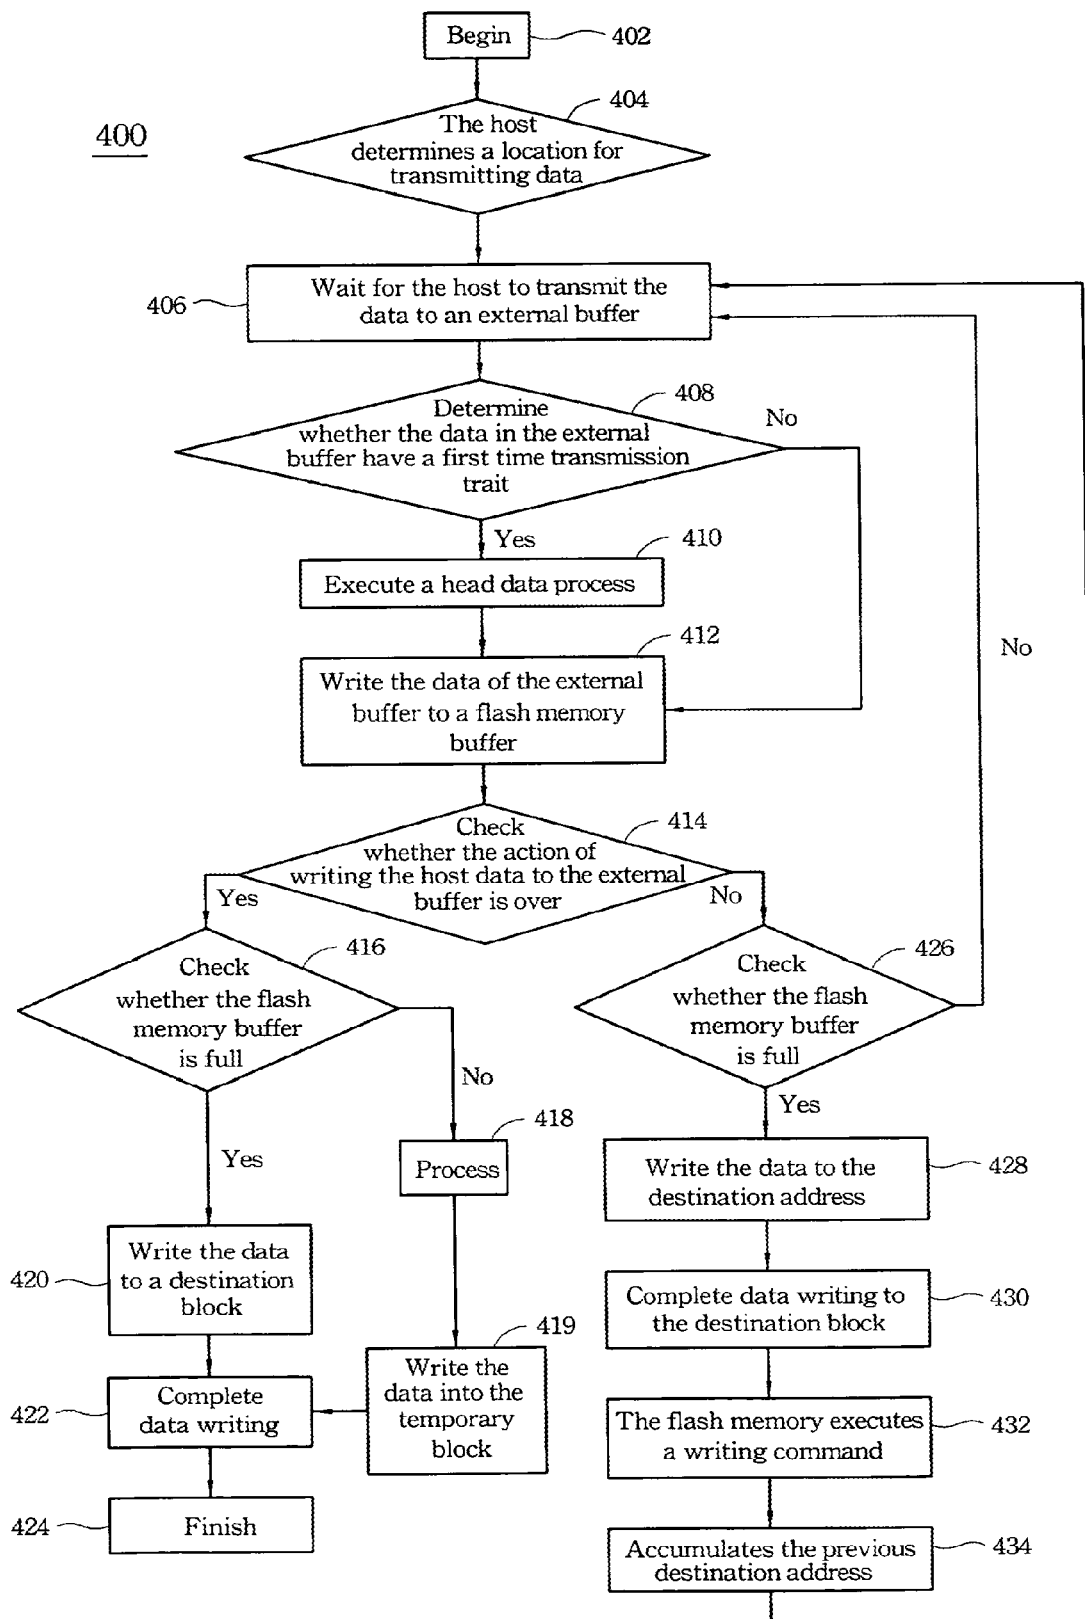 Begin
402
400
404
The host
determines a location for
transmitting data
406
Wait for the host to transmit the
data to an external buffer
408
Determine
whether the data in the external
buffer have a first time transmission
trait
No
Yes
410
Execute a head data process
412
Write the data of the external
buffer to a flash memory
buffer
No
414
Check
whether the action of
writing the host data to the external
buffer is over
Yes
No
416
Check
whether the flash
memory buffer
is full
426
Check
whether the flash
memory buffer
is full
No
Yes
Yes
418
Process
428
Write the data to the
destination address
420
Write the data
to a destination
block
430
Complete data writing to
the destination block
419
Write the
data into the
temporary
block
422
Complete
data writing
432
The flash memory executes
a writing command
424
Finish
434
Accumulates the previous
destination address